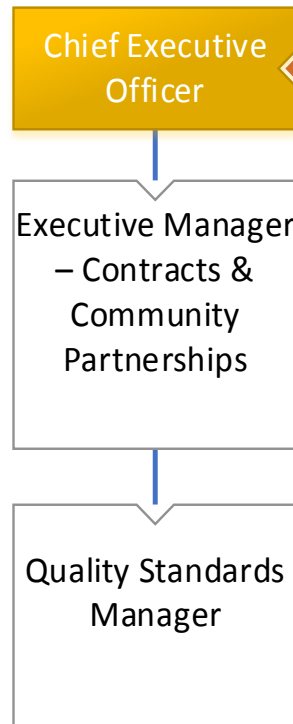 Chief Executive
Officer
Executive Manager
– Contracts &
Community
Partnerships
Quality Standards
Manager